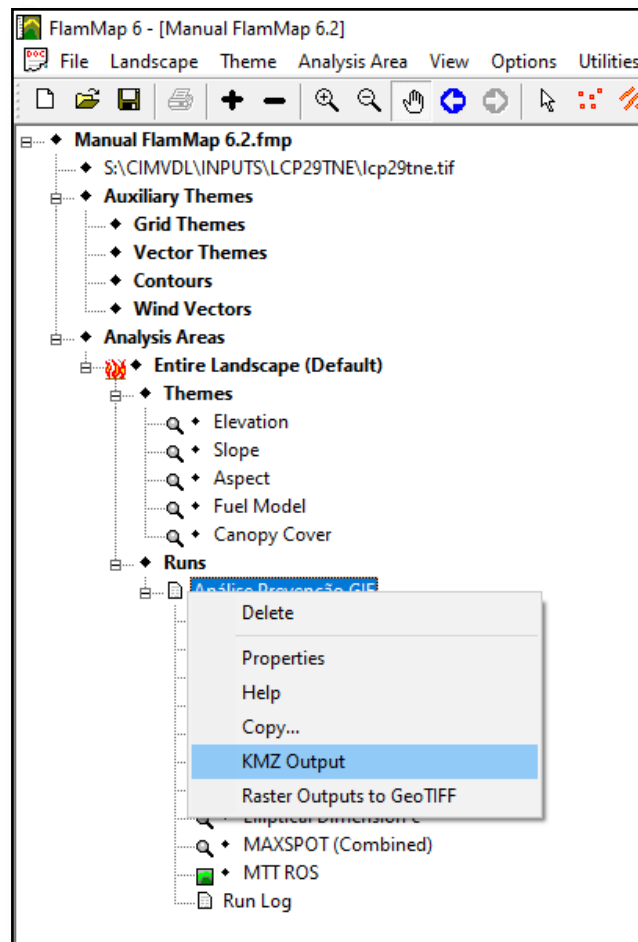 FlamMap 6 - [Manual FlamMap 6.2]
File Landscape Theme Analysis Area View Options Utilities
Manual FlamMap 6.2.fmp
S:\CIMVDL\INPUTS\LCP29TNE\lcp29tne.tif
Auxiliary Themes
Grid Themes
Vector Themes
Contours
Wind Vectors
Analysis Areas
Entire Landscape (Default)
Themes
Elevation
Slope
Aspect
Fuel Model
Canopy Cover
Runs
Análise Prevenção GIF
Delete
Properties
Help
Copy...
KMZ Output
Raster Outputs to GeoTIFF
Elliptical Dimension c
MAXSPOT (Combined)
MTT ROS
Run Log